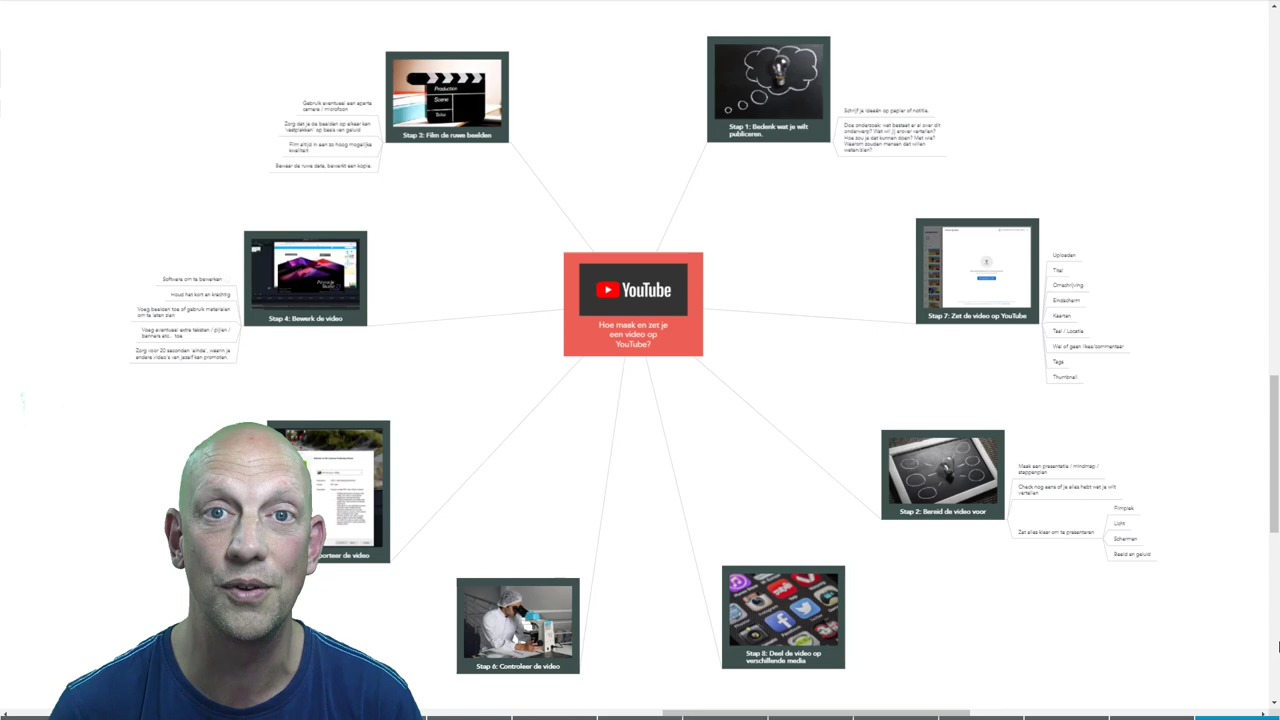 Production
Scene
Take
Stap 3: Film de ruwe beelden
Gebruik eventueel een aparte
camera / microfoon
Zorg dat je de beelden op elkaar kan
'vastplakken' op basis van geluid
Film altijd in een zo hoog mogelijke
kwaliteit
Bewaar de ruwe data, bewerkt een kopie.
Stap 1: Bedenk wat je wilt
publiceren.
Schrijf je ideeën op papier of notitie.
Doe onderzoek: wat bestaat er al over dit
onderwerp? Wat wil jij erover vertellen?
Hoe zou je dat kunnen doen? Met wie?
Waarom zouden mensen dat willen
weten/zien?
Stap 4: Bewerk de video
Software om te bewerken: ...
Houd het kort en krachtig
Voeg beelden toe of gebruik materialen
om te laten zien
Voeg eventueel extra teksten / pijlen /
banners etc... toe
Zorg voor 20 seconden 'einde', waarin je
andere video's van jezelf kan promoten.
YouTube
Hoe maak en zet je
een video op
YouTube?
Stap 7: Zet de video op YouTube
Uploaden
Titel
Omschrijving
Eindscherm
Kaarten
Taal / Locatie
Wel of geen likes/commentaar
Tags
Thumbnail
Stap 2: Bereid de video voor
Maak een presentatie / mindmap /
stappenplan
Check nog eens of je alles hebt wat je wilt
vertellen
Zet alles klaar om te presenteren
Filmplek
Licht
Schermen
Beeld en geluid
porteer de video
Stap 6: Controleer de video
Stap 8: Deel de video op
verschillende media